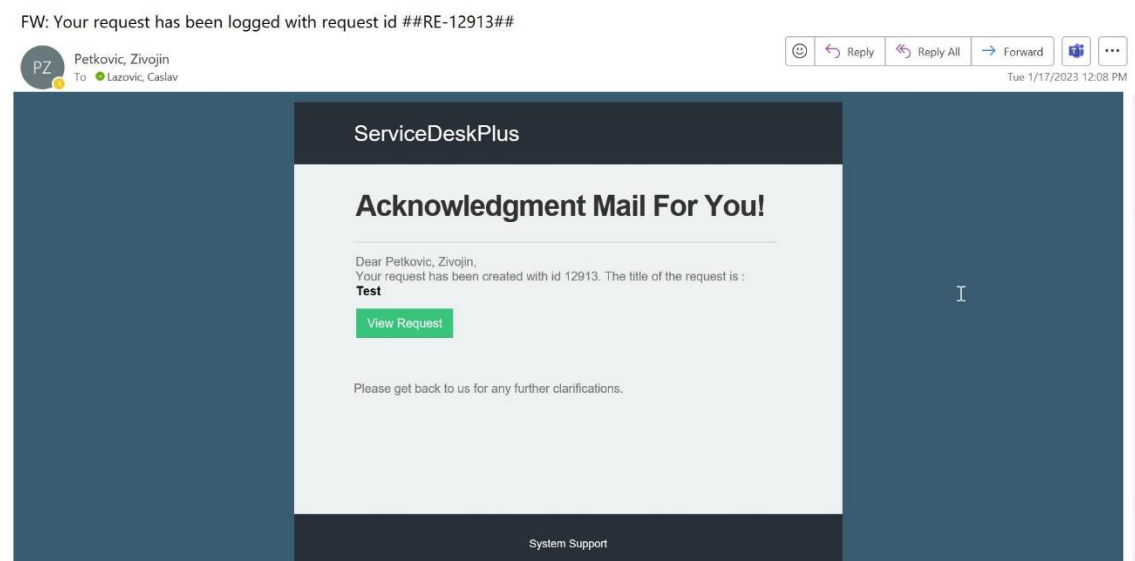 FW: Your request has been logged with request id ##RE-12913##
PZ
Petkovic, Zivojin
To Lazovic, Caslav
Reply
Reply All
Forward
Tue 1/17/2023 12:08 PM
ServiceDeskPlus
Acknowledgment Mail For You!
Dear Petkovic, Zivojin,
Your request has been created with id 12913. The title of the request is :
Test
View Request
Please get back to us for any further clarifications.
System Support